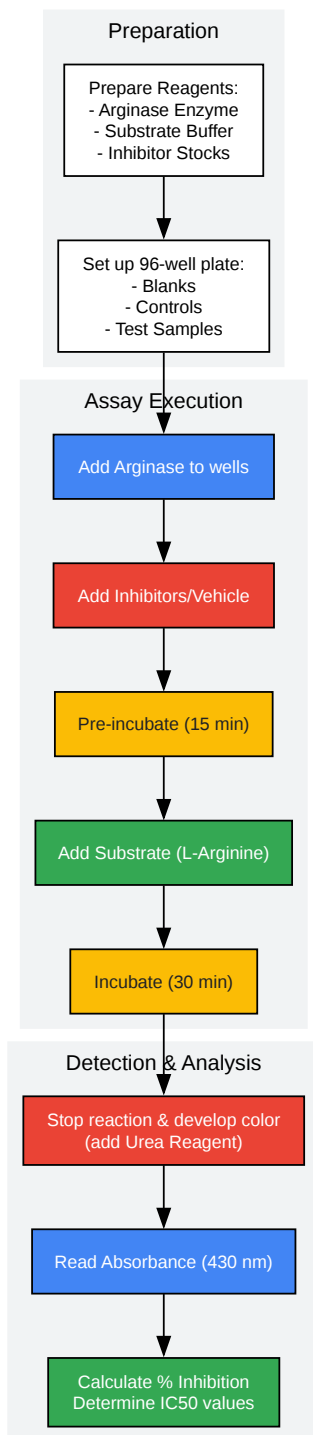 Preparation
Prepare Reagents:
- Arginase Enzyme
- Substrate Buffer
- Inhibitor Stocks
Set up 96-well plate:
- Blanks
- Controls
- Test Samples
Assay Execution
Add Arginase to wells
Add Inhibitors/Vehicle
Pre-incubate (15 min)
Add Substrate (L-Arginine)
Incubate (30 min)
Detection & Analysis
Stop reaction & develop color
(add Urea Reagent)
Read Absorbance (430 nm)
Calculate % Inhibition
Determine IC50 values